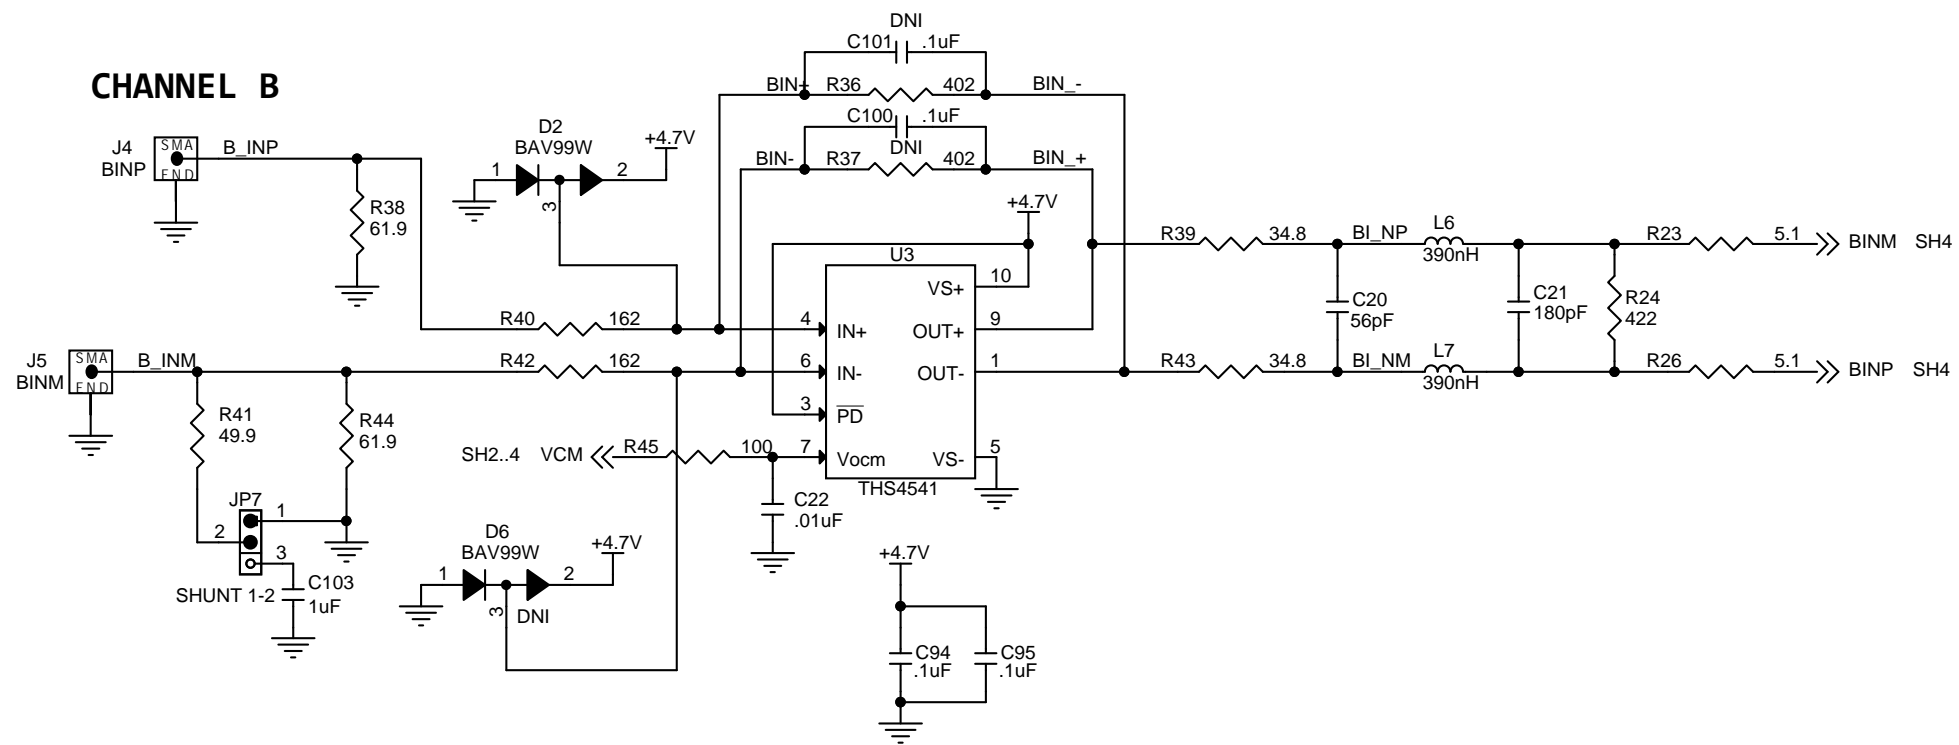 CHANNEL B
DNI
C101 .1uF
BIN+ R36 402 BIN_-
C100 .1uF
DNI
BIN- R37 402 BIN_+
J4
BINP
SMA
END
B_INP
R38
61.9
D2
BAV99W
1 2
3
+4.7V
+4.7V
U3
VS+ 10
4 IN+ OUT+ 9
6 IN- OUT- 1
3 PD
7 Vocm VS- 5
THS4541
R40 162
J5
BINM
SMA
END
B_INM
R42 162
R41
49.9
R44
61.9
JP7
1
2
3
SHUNT 1-2
C103
1uF
SH2..4 VCM R45 100
C22
.01uF
D6
BAV99W
1 2
3
DNI
+4.7V
+4.7V
C94
.1uF
C95
.1uF
R39 34.8 BI_NP
L6
390nH
R23 5.1 BINM SH4
C20
56pF
C21
180pF
R24
422
R43 34.8 BI_NM
L7
390nH
R26 5.1 BINP SH4